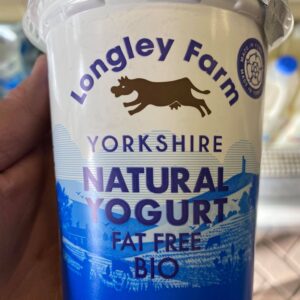 Longley Farm
YORKSHIRE
NATURAL
YOGURT
FAT FREE
BIO